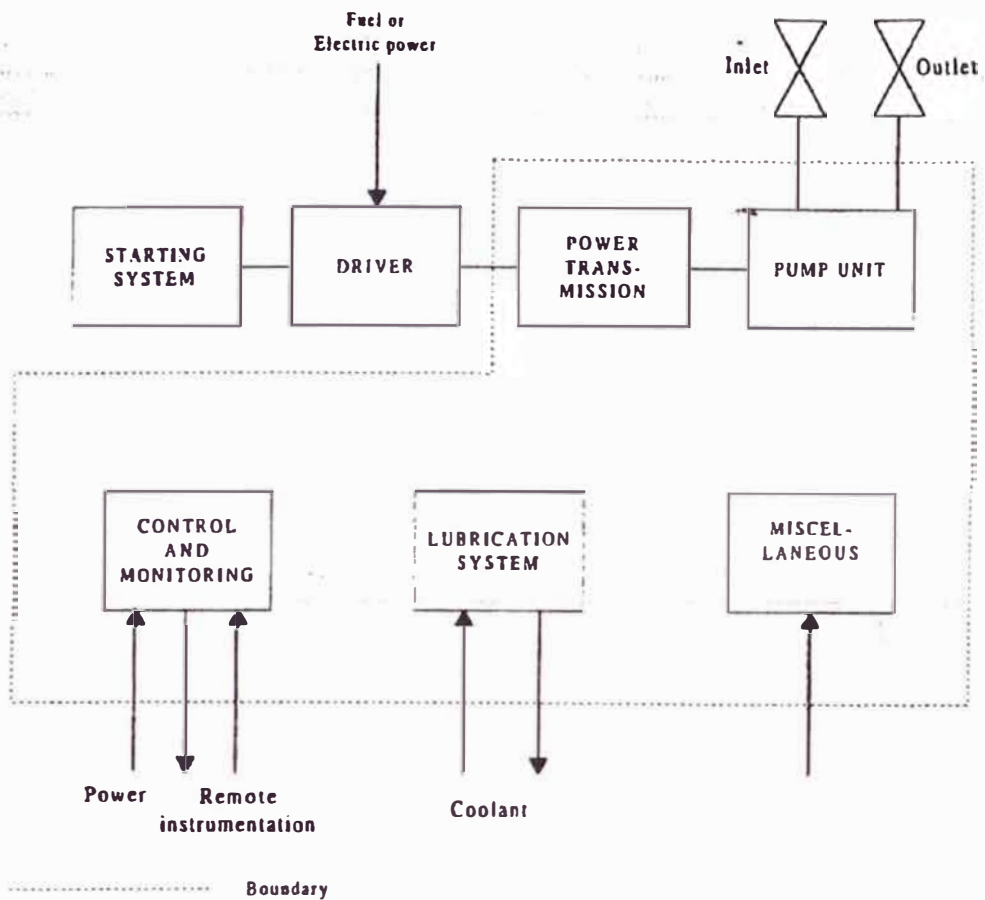 Fuel or
Electric power
Inlet
Outlet
STARTING
SYSTEM
DRIVER
POWER
TRANS-
MISSION
PUMP UNIT
CONTROL
AND
MONITORING
LUBRICATION
SYSTEM
MISCEL-
LANEOUS
Power
Remote
instrumentation
Coolant
Boundary